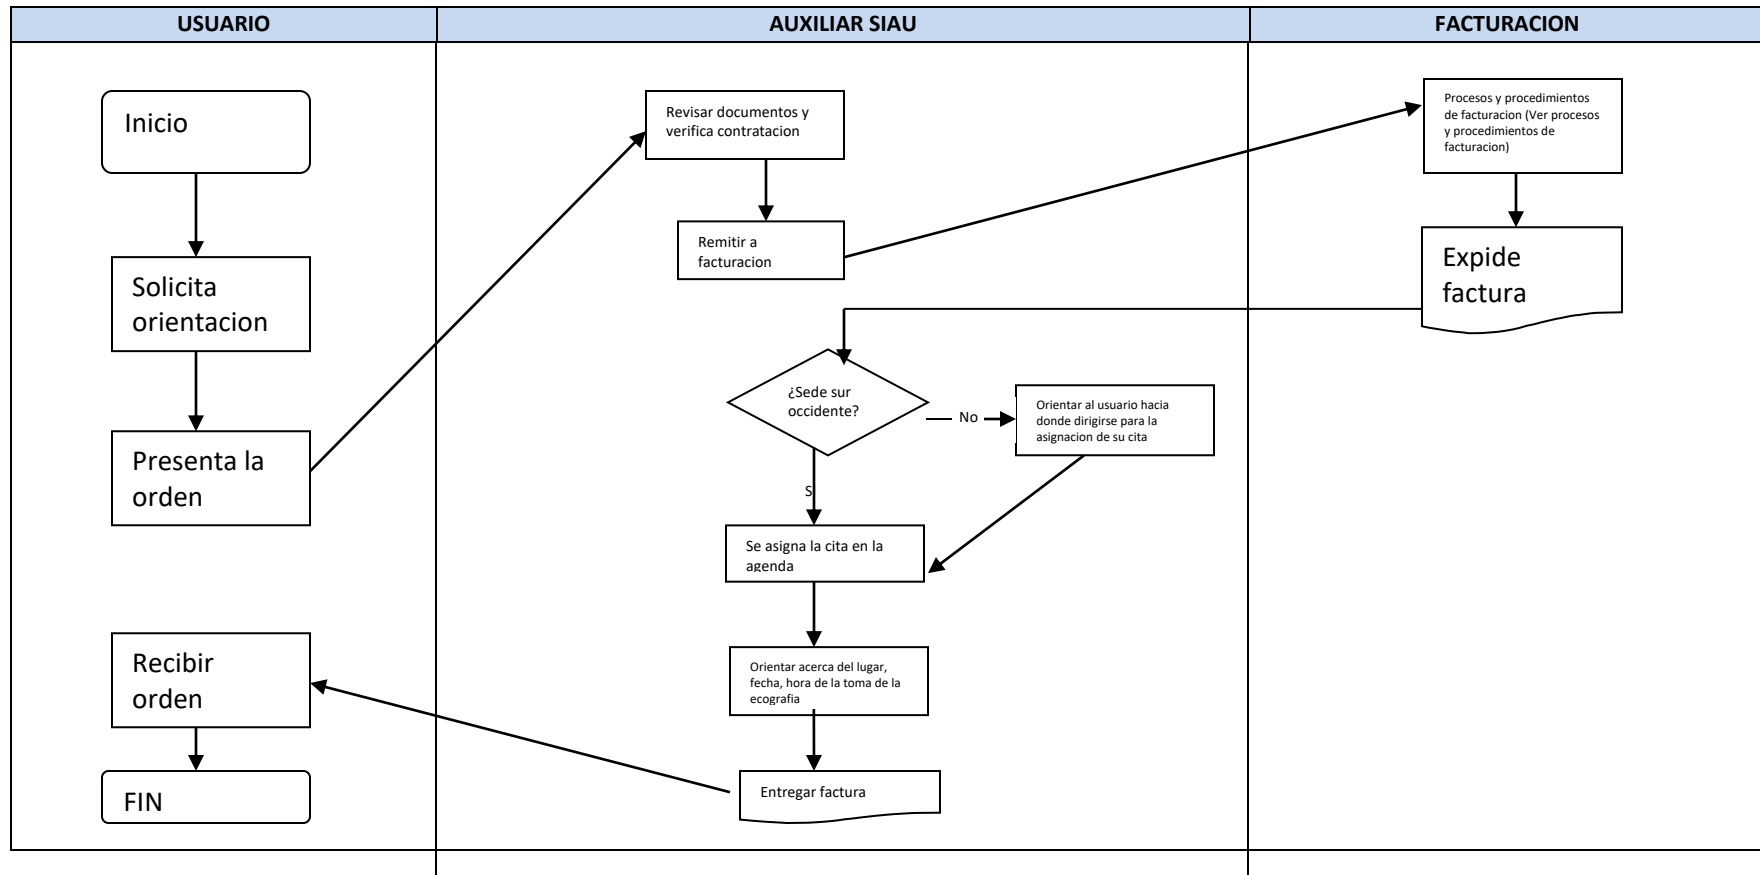 USUARIO
AUXILIAR SIAU
FACTURACION
Inicio
Solicita
orientacion
Presenta la
orden
Recibir
orden
FIN
Revisar documentos y
verifica contratacion
Remitir a
facturacion
¿Sede sur
occidente?
No
Orientar al usuario hacia
donde dirigirse para la
asignacion de su cita
S
Se asigna la cita en la
agenda
Orientar acerca del lugar,
fecha, hora de la toma de la
ecografia
Entregar factura
Procesos y procedimientos
de facturacion (Ver procesos
y procedimientos de
facturacion)
Expide
factura